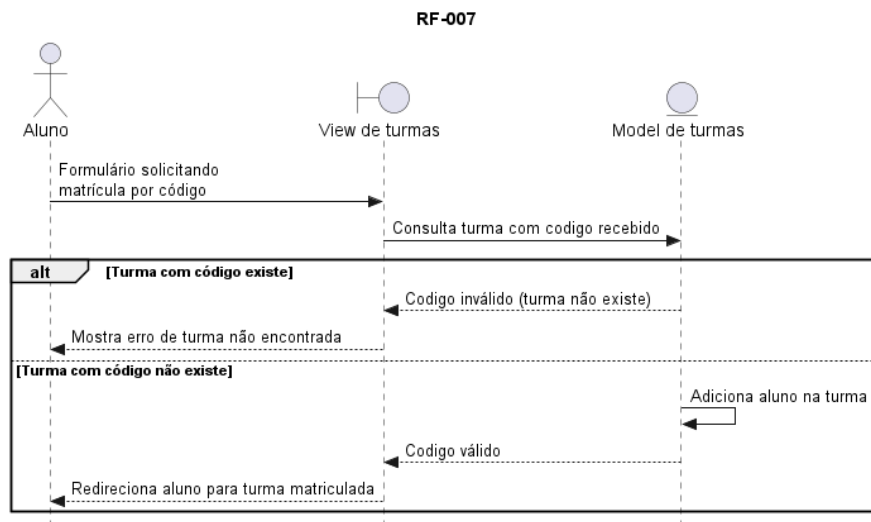 RF-007
Aluno
View de turmas
Model de turmas
Formulário solicitando
matrícula por código
Consulta turma com codigo recebido
alt
[Turma com código existe]
Codigo inválido (turma não existe)
Mostra erro de turma não encontrada
[Turma com código não existe]
Adiciona aluno na turma
Codigo válido
Redireciona aluno para turma matriculada